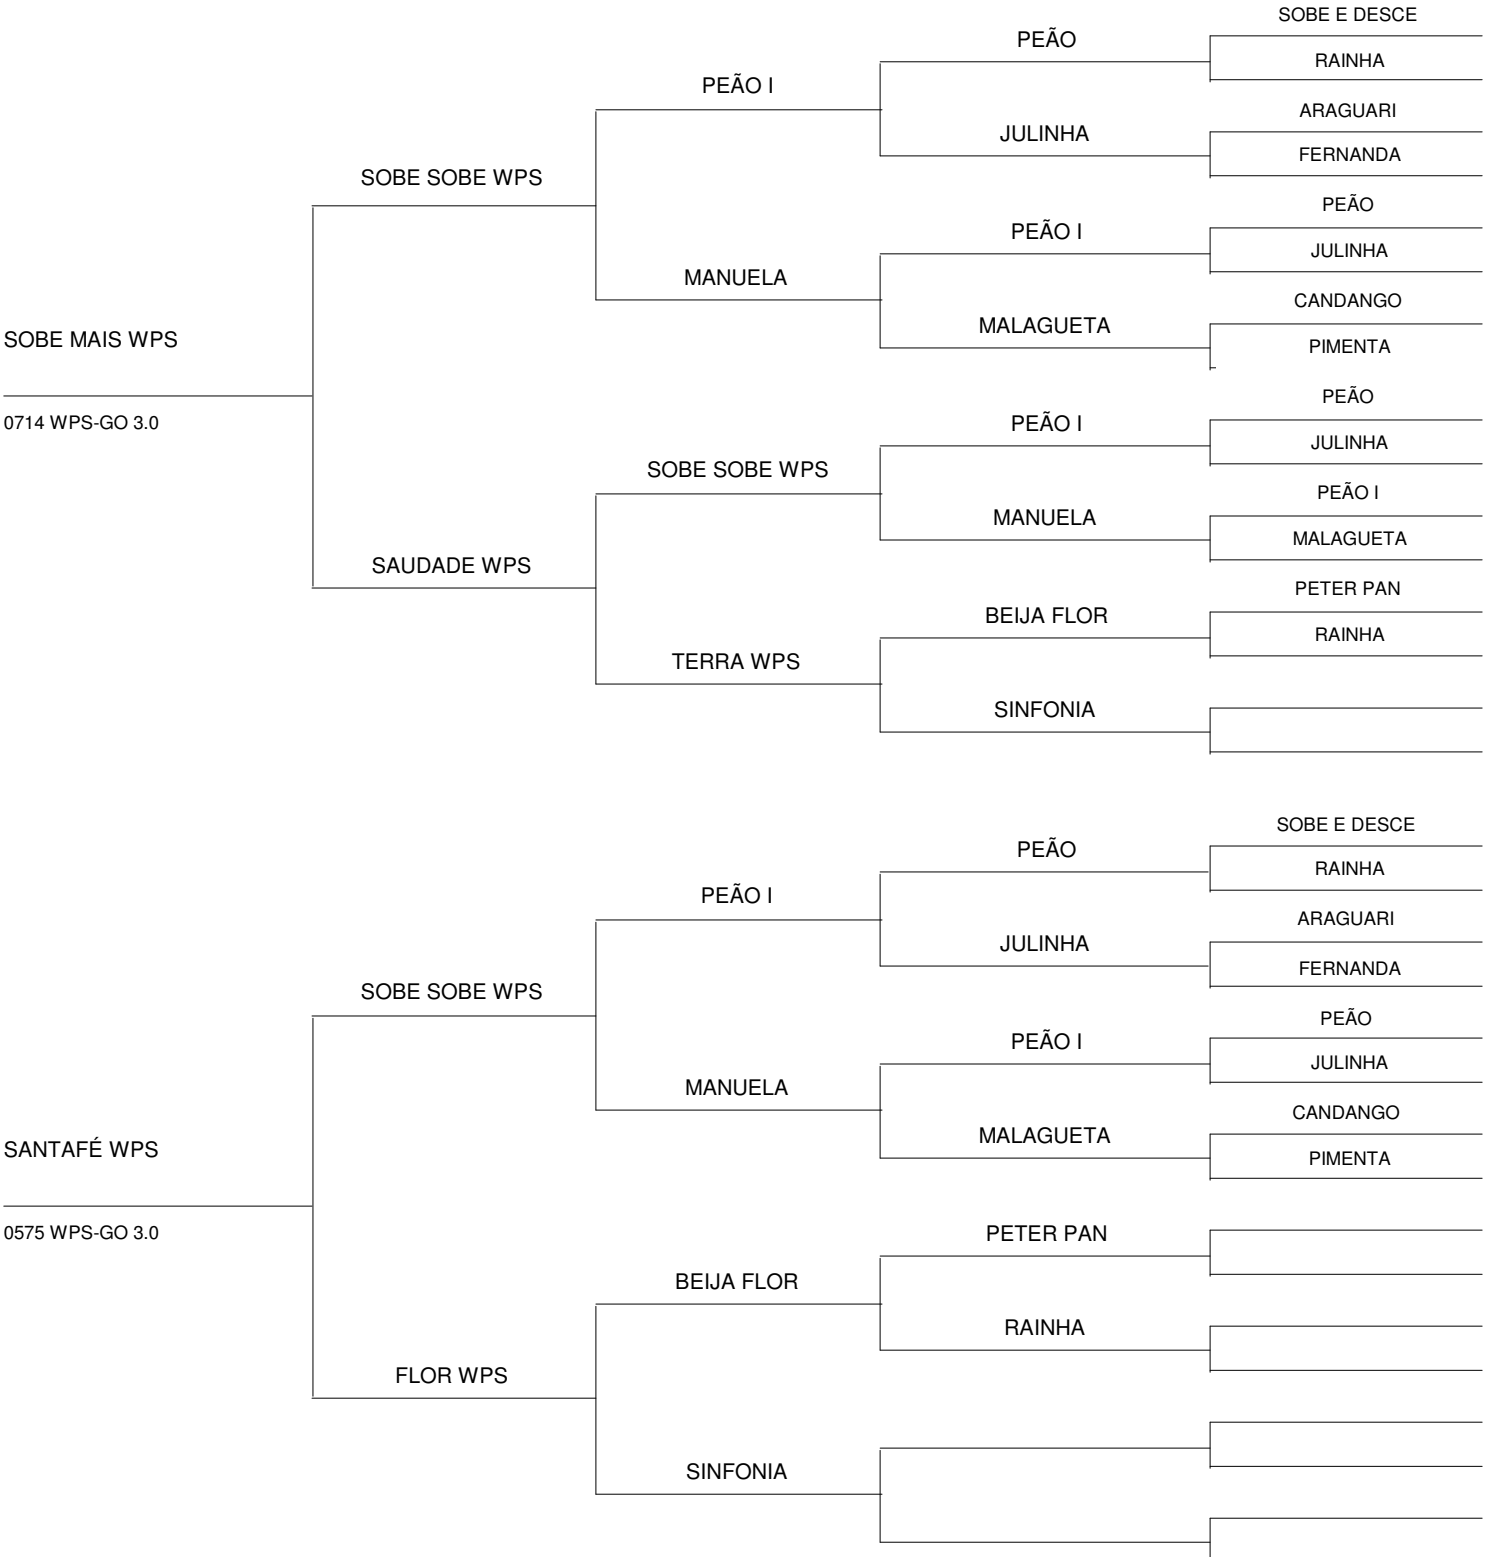 SOBE E DESCE
PEÃO
RAINHA
PEÃO I
ARAGUARI
JULINHA
FERNANDA
SOBE SOBE WPS
PEÃO
PEÃO I
JULINHA
MANUELA
CANDANGO
MALAGUETA
SOBE MAIS WPS
PIMENTA
PEÃO
0714 WPS-GO 3.0
PEÃO I
JULINHA
SOBE SOBE WPS
PEÃO I
MANUELA
MALAGUETA
SAUDADE WPS
PETER PAN
BEIJA FLOR
RAINHA
TERRA WPS
SINFONIA
SOBE E DESCE
PEÃO
RAINHA
PEÃO I
ARAGUARI
JULINHA
FERNANDA
SOBE SOBE WPS
PEÃO
PEÃO I
JULINHA
MANUELA
CANDANGO
MALAGUETA
SANTAFÉ WPS
PIMENTA
0575 WPS-GO 3.0
PETER PAN
BEIJA FLOR
RAINHA
FLOR WPS
SINFONIA